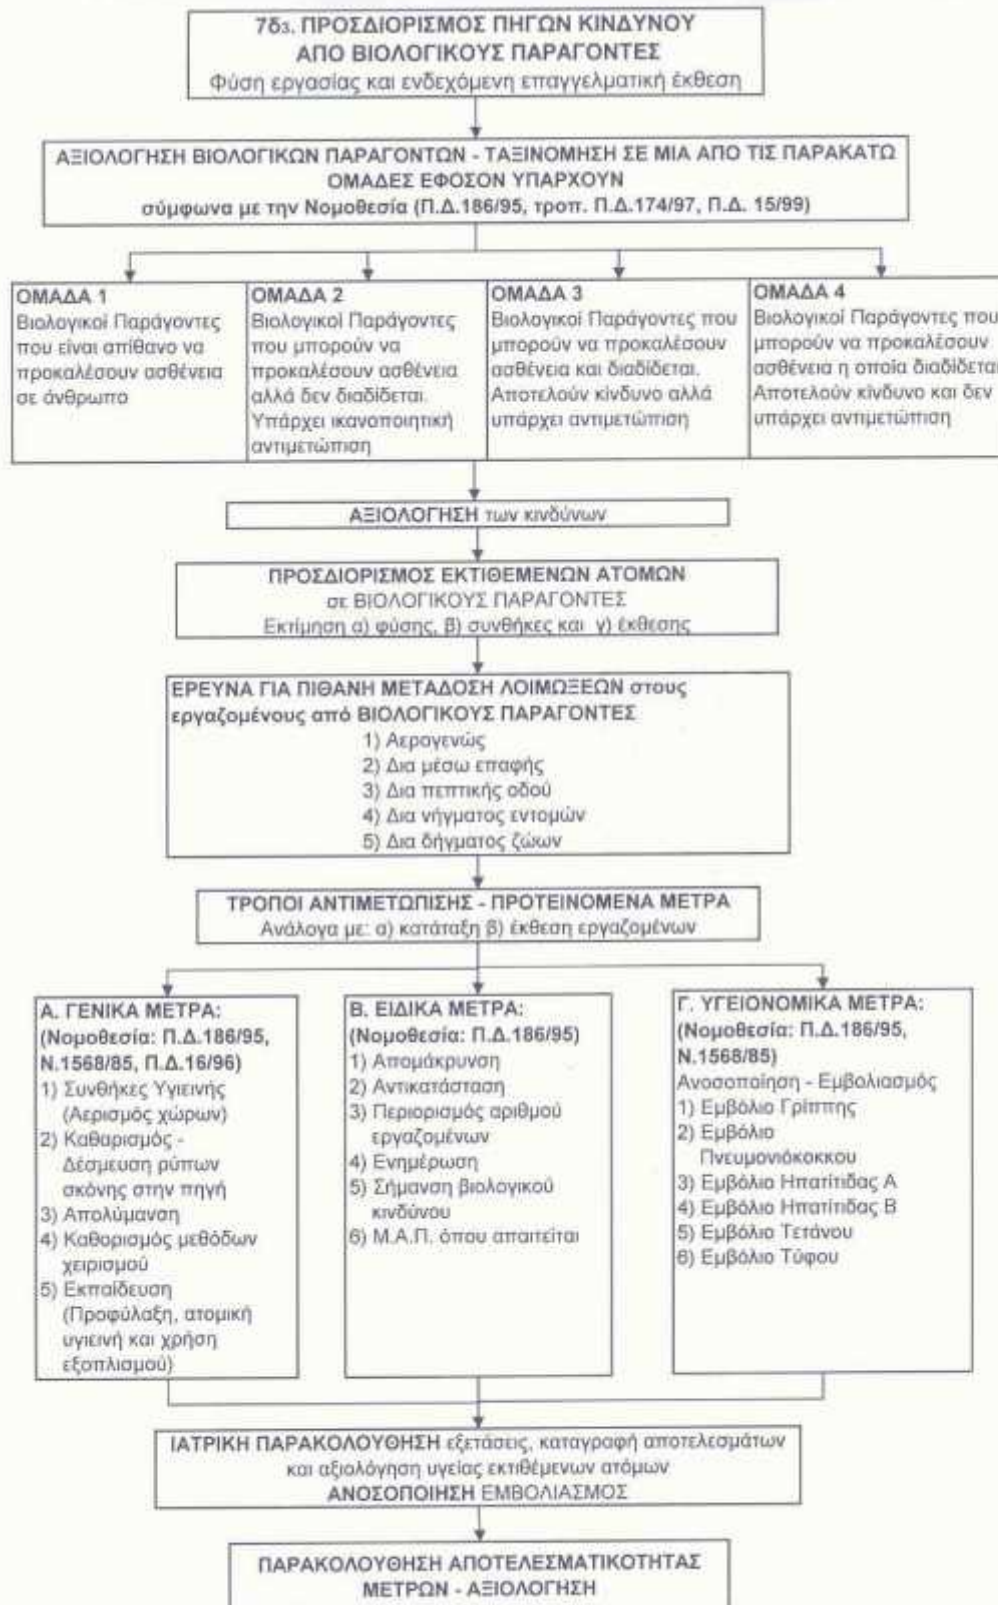 7δ3. ΠΡΟΣΔΙΟΡΙΣΜΟΣ ΠΗΓΩΝ ΚΙΝΔΥΝΟΥ
ΑΠΟ ΒΙΟΛΟΓΙΚΟΥΣ ΠΑΡΑΓΟΝΤΕΣ
Φύση εργασίας και ενδεχόμενη επαγγελματική έκθεση
ΑΞΙΟΛΟΓΗΣΗ ΒΙΟΛΟΓΙΚΩΝ ΠΑΡΑΓΟΝΤΩΝ - ΤΑΞΙΝΟΜΗΣΗ ΣΕ ΜΙΑ ΑΠΟ ΤΙΣ ΠΑΡΑΚΑΤΩ
ΟΜΑΔΕΣ ΕΦΟΣΟΝ ΥΠΑΡΧΟΥΝ
σύμφωνα με την Νομοθεσία (Π.Δ.186/95, τροπ. Π.Δ.174/97, Π.Δ. 15/99)
ΟΜΑΔΑ 1
Βιολογικοί Παράγοντες
που είναι απίθανο να
προκαλέσουν ασθένεια
σε άνθρωπο
ΟΜΑΔΑ 2
Βιολογικοί Παράγοντες
που μπορούν να
προκαλέσουν ασθένεια
αλλά δεν διαδίδεται.
Υπάρχει ικανοποιητική
αντιμετώπιση
ΟΜΑΔΑ 3
Βιολογικοί Παράγοντες που
μπορούν να προκαλέσουν
ασθένεια και διαδίδεται.
Αποτελούν κίνδυνο αλλά
υπάρχει αντιμετώπιση
ΟΜΑΔΑ 4
Βιολογικοί Παράγοντες που
μπορούν να προκαλέσουν
ασθένεια η οποία διαδίδεται
Αποτελούν κίνδυνο και δεν
υπάρχει αντιμετώπιση
ΑΞΙΟΛΟΓΗΣΗ των κινδύνων
ΠΡΟΣΔΙΟΡΙΣΜΟΣ ΕΚΤΙΘΕΜΕΝΩΝ ΑΤΟΜΩΝ
σε ΒΙΟΛΟΓΙΚΟΥΣ ΠΑΡΑΓΟΝΤΕΣ
Εκτίμηση α) φύσης, β) συνθήκες και γ) έκθεσης
ΕΡΕΥΝΑ ΓΙΑ ΠΙΘΑΝΗ ΜΕΤΑΔΟΣΗ ΛΟΙΜΩΞΕΩΝ στους
εργαζομένους από ΒΙΟΛΟΓΙΚΟΥΣ ΠΑΡΑΓΟΝΤΕΣ
1) Αερογενώς
2) Δια μέσω επαφής
3) Δια πεπτικής οδού
4) Δια νήγματος εντομών
5) Δια δήγματος ζώων
ΤΡΟΠΟΙ ΑΝΤΙΜΕΤΩΠΙΣΗΣ - ΠΡΟΤΕΙΝΟΜΕΝΑ ΜΕΤΡΑ
Ανάλογα με: α) κατάταξη β) έκθεση εργαζομένων
Α. ΓΕΝΙΚΑ ΜΕΤΡΑ:
(Νομοθεσία: Π.Δ.186/95,
Ν.1568/85, Π.Δ.16/96)
1) Συνθήκες Υγιεινής
(Αερισμός χώρων)
2) Καθαρισμός -
Δέσμευση ρύπων
σκόνης στην πηγή
3) Απολύμανση
4) Καθορισμός μεθόδων
χειρισμού
5) Εκπαίδευση
(Προφύλαξη, ατομική
υγιεινή και χρήση
εξοπλισμού)
Β. ΕΙΔΙΚΑ ΜΕΤΡΑ:
(Νομοθεσία: Π.Δ.186/95)
1) Απομάκρυνση
2) Αντικατάσταση
3) Περιορισμός αριθμού
εργαζομένων
4) Ενημέρωση
5) Σήμανση βιολογικού
κινδύνου
6) Μ.Α.Π. όπου απαιτείται
Γ. ΥΓΕΙΟΝΟΜΙΚΑ ΜΕΤΡΑ:
(Νομοθεσία: Π.Δ.186/95,
Ν.1568/85)
Ανοσοποίηση - Εμβολιασμός
1) Εμβόλιο Γρίππης
2) Εμβόλιο
Πνευμονιόκοκκου
3) Εμβόλιο Ηπατίτιδας Α
4) Εμβόλιο Ηπατίτιδας Β
5) Εμβόλιο Τετάνου
6) Εμβόλιο Τύφου
ΙΑΤΡΙΚΗ ΠΑΡΑΚΟΛΟΥΘΗΣΗ εξετάσεις, καταγραφή αποτελεσμάτων
και αξιολόγηση υγείας εκτιθέμενων ατόμων
ΑΝΟΣΟΠΟΙΗΣΗ ΕΜΒΟΛΙΑΣΜΟΣ
ΠΑΡΑΚΟΛΟΥΘΗΣΗ ΑΠΟΤΕΛΕΣΜΑΤΙΚΟΤΗΤΑΣ
ΜΕΤΡΩΝ - ΑΞΙΟΛΟΓΗΣΗ